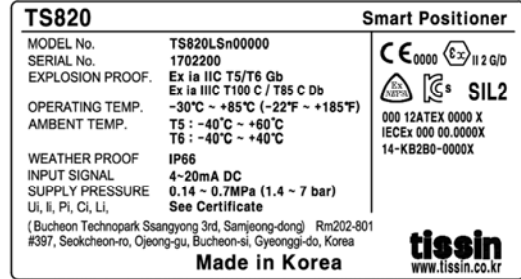 TS820 Smart Positioner
MODEL No. TS820LSn00000
SERIAL No. 1702200
EXPLOSION PROOF. Ex ia IIC T5/T6 Gb
Ex ia IIIC T100 C / T85 C Db
OPERATING TEMP. -30℃ ~ +85℃ (-22℉ ~ +185℉)
AMBENT TEMP. T5 : -40℃ ~ +60℃
T6 : -40℃ ~ +40℃
WEATHER PROOF IP66
INPUT SIGNAL 4~20mA DC
SUPPLY PRESSURE 0.14 ~ 0.7MPa (1.4 ~ 7 bar)
Ui, Ii, Pi, Ci, Li, See Certificate
CE 0000 Ex II 2 G/D
Ex NEPSI KCs SIL2
000 12ATEX 0000 X
IECEx 000 00.0000X
14-KB2B0-0000X
( Bucheon Technopark Ssangyong 3rd, Samjeong-dong) Rm202-801
#397, Seokcheon-ro, Ojeong-gu, Bucheon-si, Gyeonggi-do, Korea
Made in Korea
tissin
www.tissin.co.kr